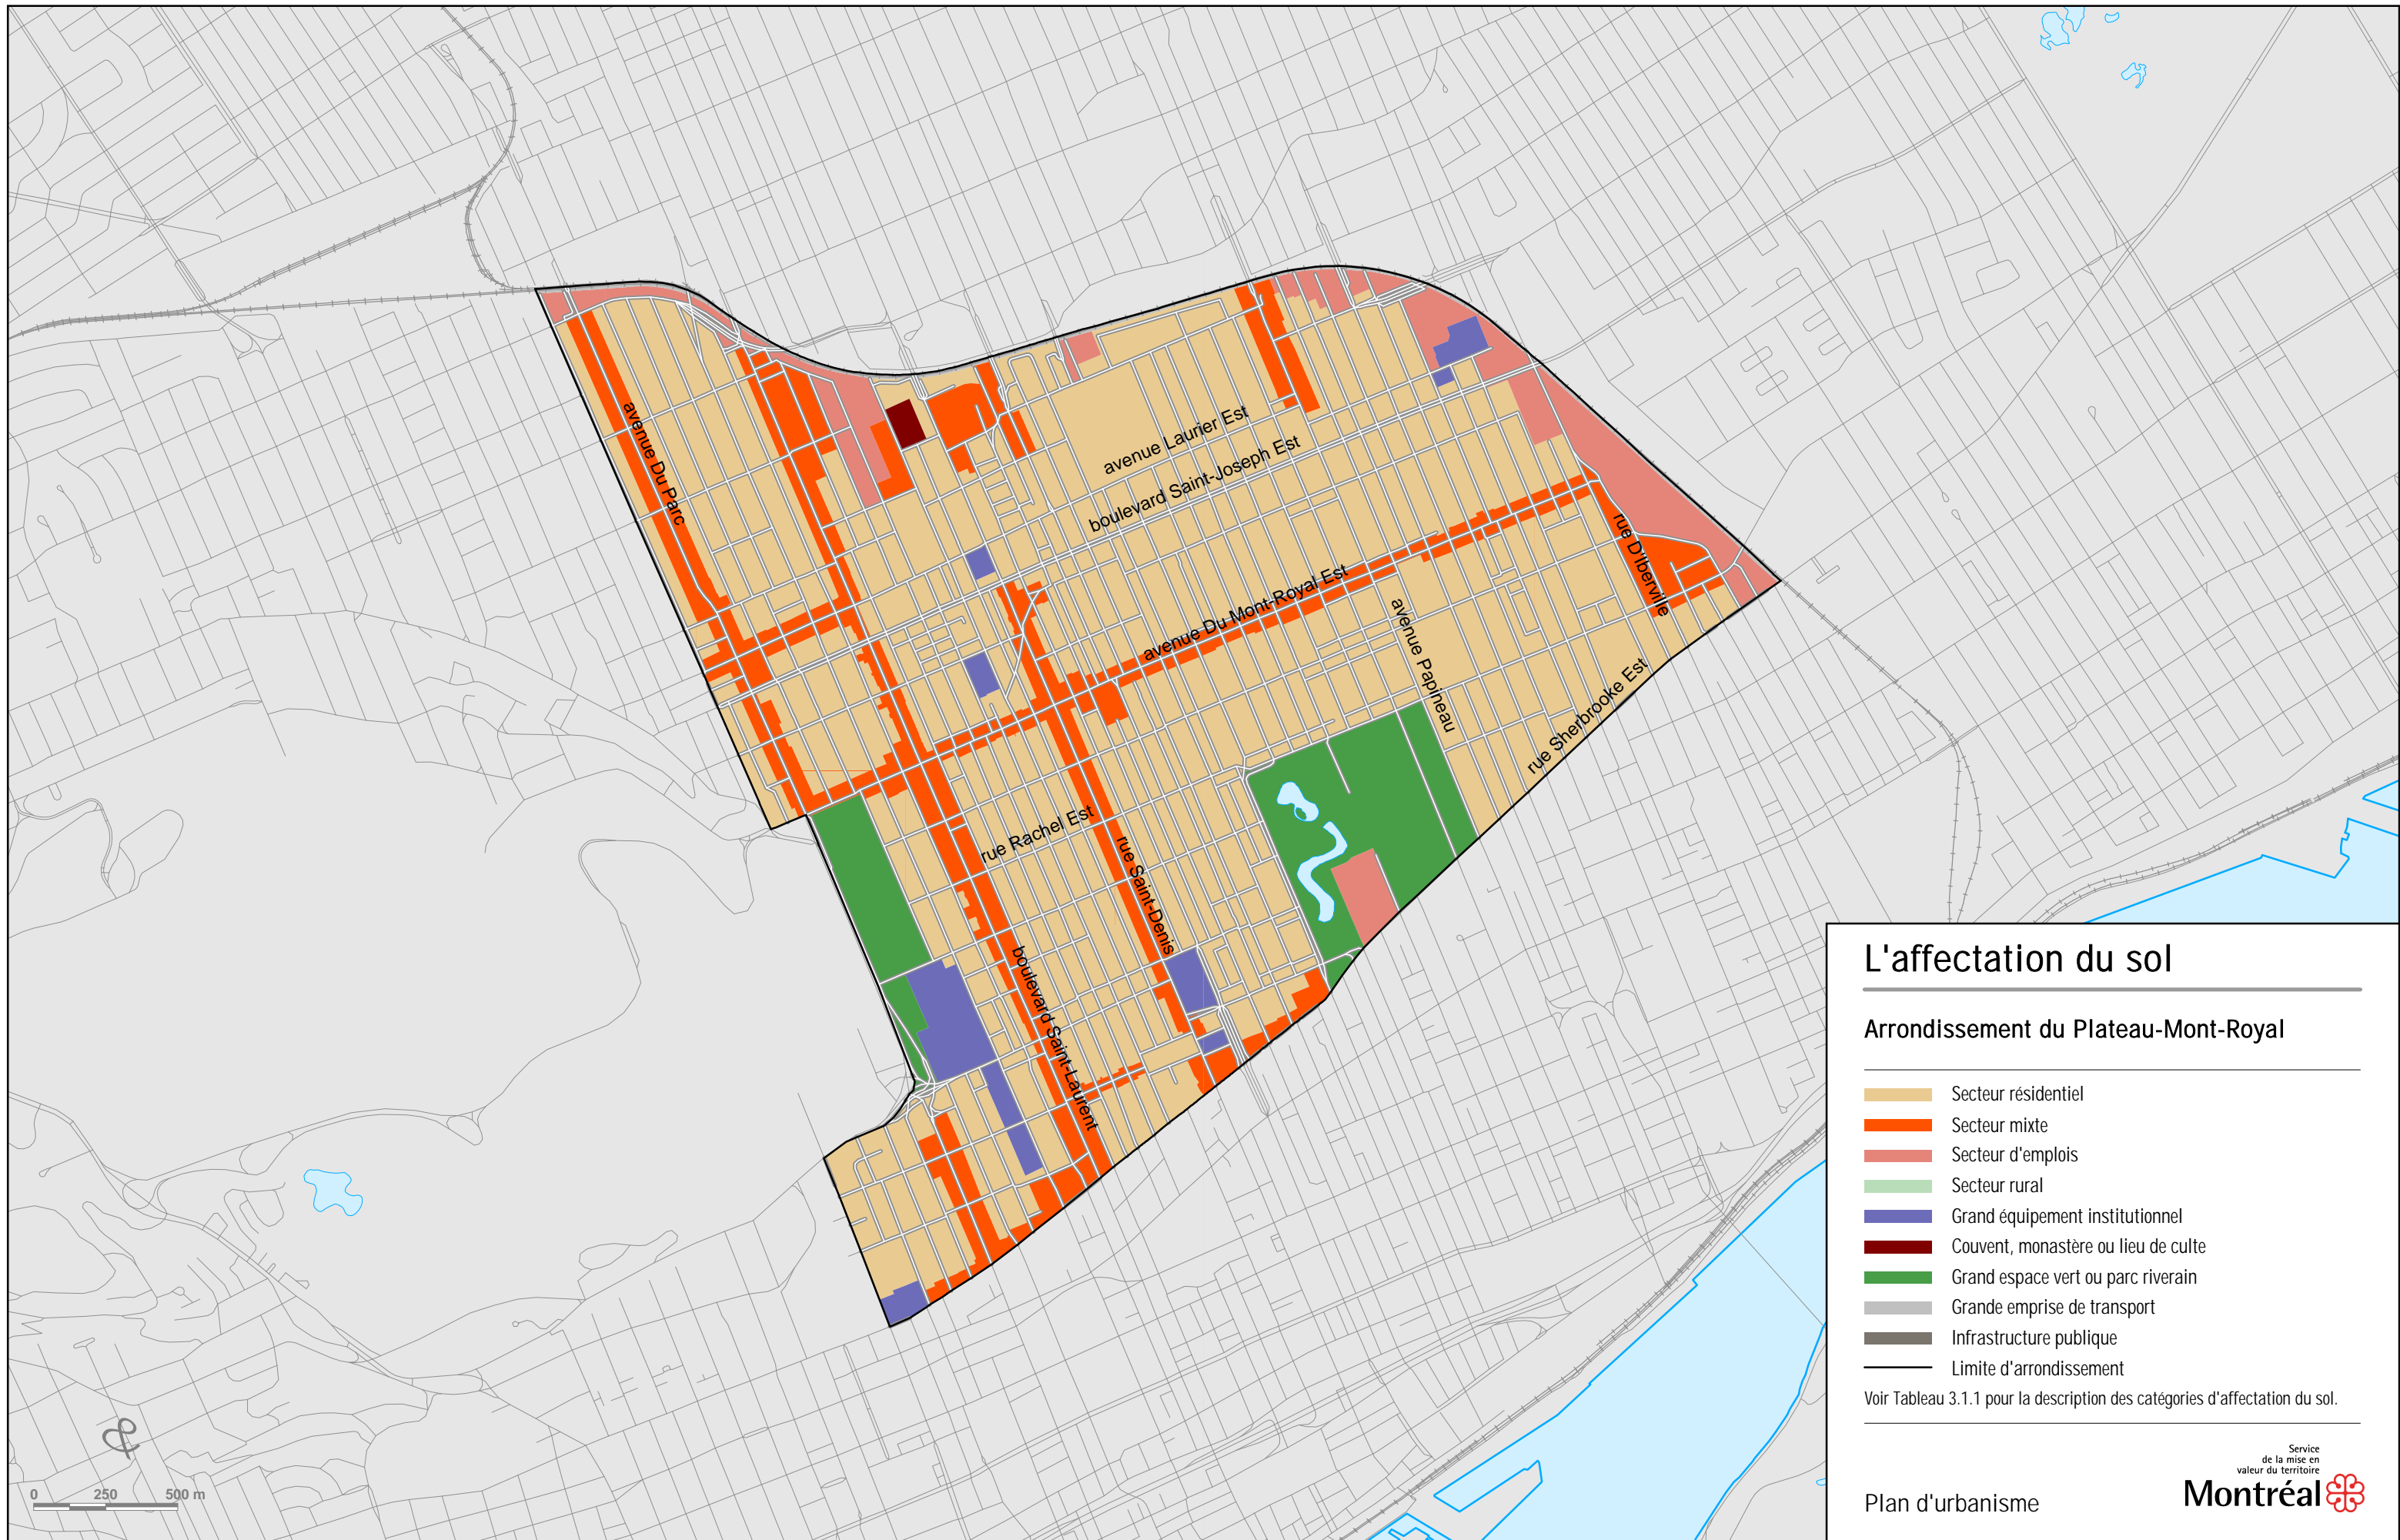 avenue Du Parc
avenue Laurier Est
boulevard Saint-Joseph Est
avenue Du Mont-Royal Est
rue D'Iberville
avenue Papineau
rue Sherbrooke Est
rue Rachel Est
rue Saint-Denis
boulevard Saint-Laurent
L'affectation du sol
Arrondissement du Plateau-Mont-Royal
Secteur résidentiel
Secteur mixte
Secteur d'emplois
Secteur rural
Grand équipement institutionnel
Couvent, monastère ou lieu de culte
Grand espace vert ou parc riverain
Grande emprise de transport
Infrastructure publique
Limite d'arrondissement
Voir Tableau 3.1.1 pour la description des catégories d'affectation du sol.
Service
de la mise en
valeur du territoire
Plan d'urbanisme
Montréal
0 250 500 m